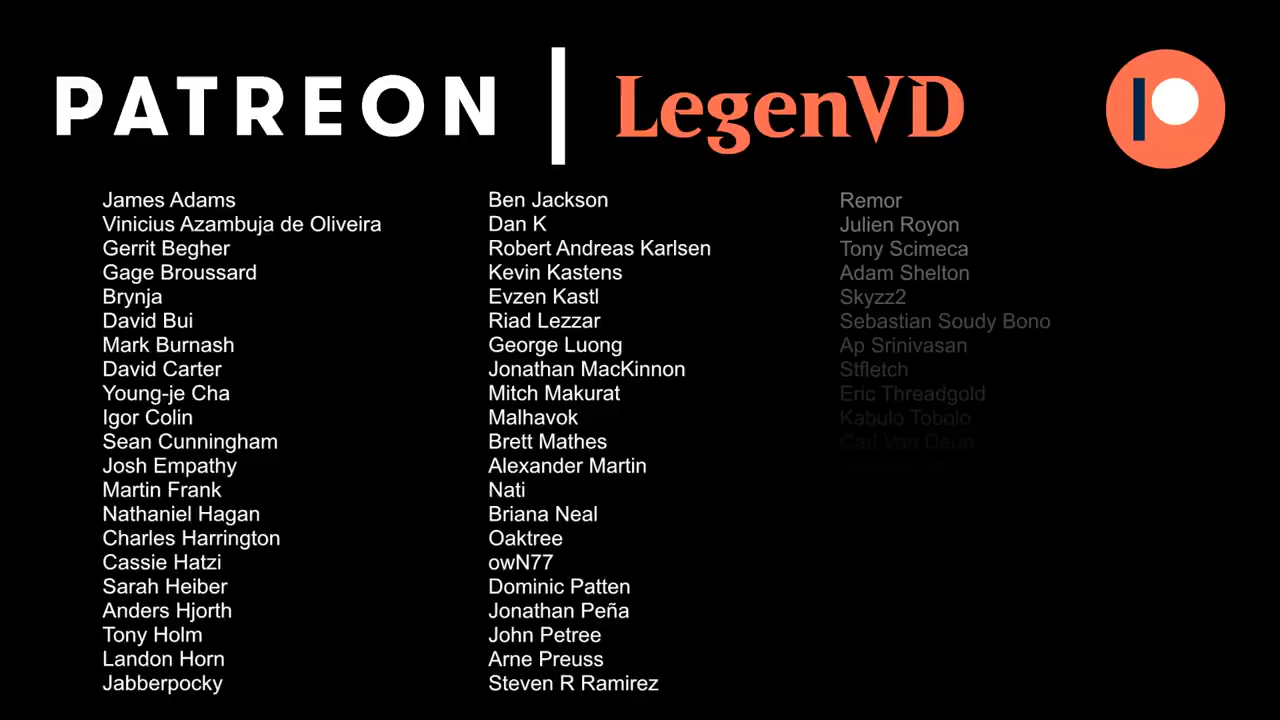 PATREON | LegenVD
James Adams
Vinicius Azambuja de Oliveira
Gerrit Begher
Gage Broussard
Brynja
David Bui
Mark Burnash
David Carter
Young-je Cha
Igor Colin
Sean Cunningham
Josh Empathy
Martin Frank
Nathaniel Hagan
Charles Harrington
Cassie Hatzi
Sarah Heiber
Anders Hjorth
Tony Holm
Landon Horn
Jabberpocky
Ben Jackson
Dan K
Robert Andreas Karlsen
Kevin Kastens
Evzen Kastl
Riad Lezzar
George Luong
Jonathan MacKinnon
Mitch Makurat
Malhavok
Brett Mathes
Alexander Martin
Nati
Briana Neal
Oaktree
owN77
Dominic Patten
Jonathan Peña
John Petree
Arne Preuss
Steven R Ramirez
Remor
Julien Royon
Tony Scimeca
Adam Shelton
Skyzz2
Sebastian Soudy Bono
Ap Srinivasan
Stfletch
Eric Threadgold
Kabulo Tobolo
Carl Van